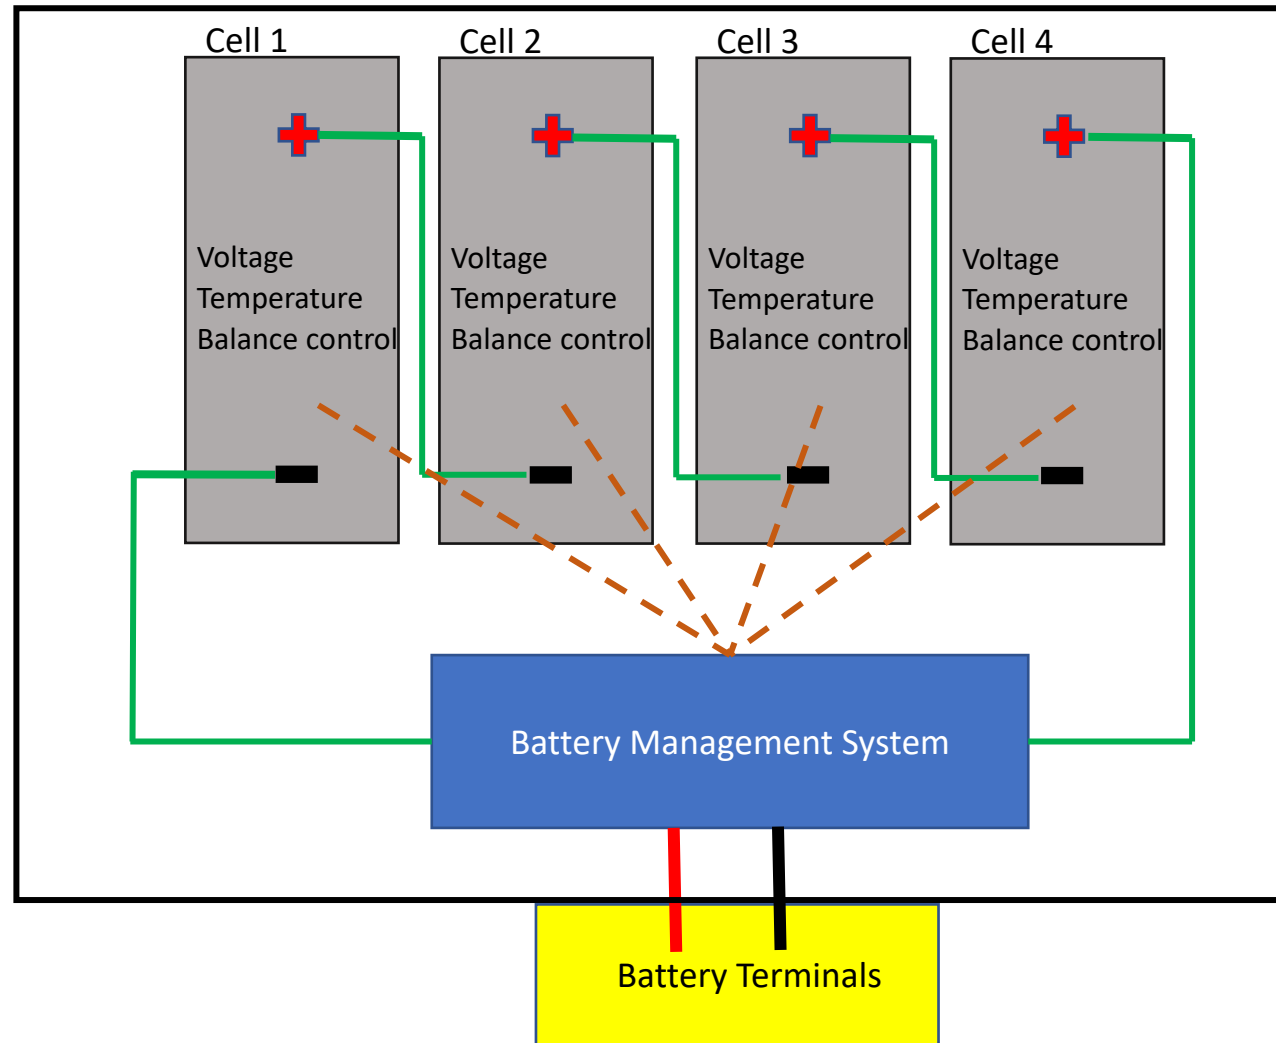 Cell 1
Cell 2
Cell 3
Cell 4
Voltage
Temperature
Balance control
Voltage
Temperature
Balance control
Voltage
Temperature
Balance control
Voltage
Temperature
Balance control
Battery Management System
Battery Terminals